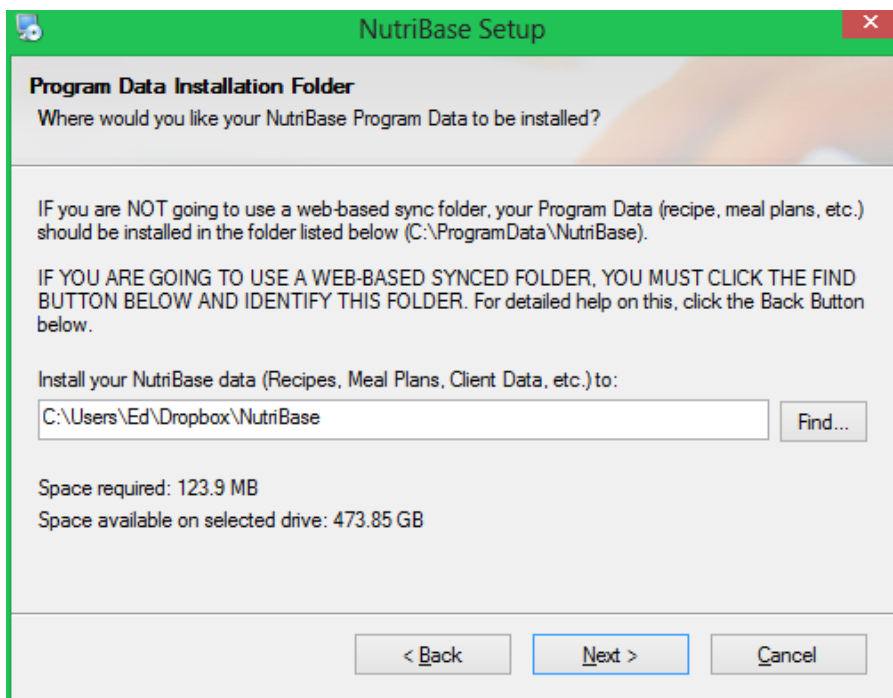 NutriBase Setup
Program Data Installation Folder
Where would you like your NutriBase Program Data to be installed?
IF you are NOT going to use a web-based sync folder, your Program Data (recipe, meal plans, etc.)
should be installed in the folder listed below (C:\ProgramData\NutriBase).
IF YOU ARE GOING TO USE A WEB-BASED SYNCED FOLDER, YOU MUST CLICK THE FIND
BUTTON BELOW AND IDENTIFY THIS FOLDER. For detailed help on this, click the Back Button
below.
Install your NutriBase data (Recipes, Meal Plans, Client Data, etc.) to:
C:\Users\Ed\Dropbox\NutriBase
Find...
Space required: 123.9 MB
Space available on selected drive: 473.85 GB
< Back Next > Cancel